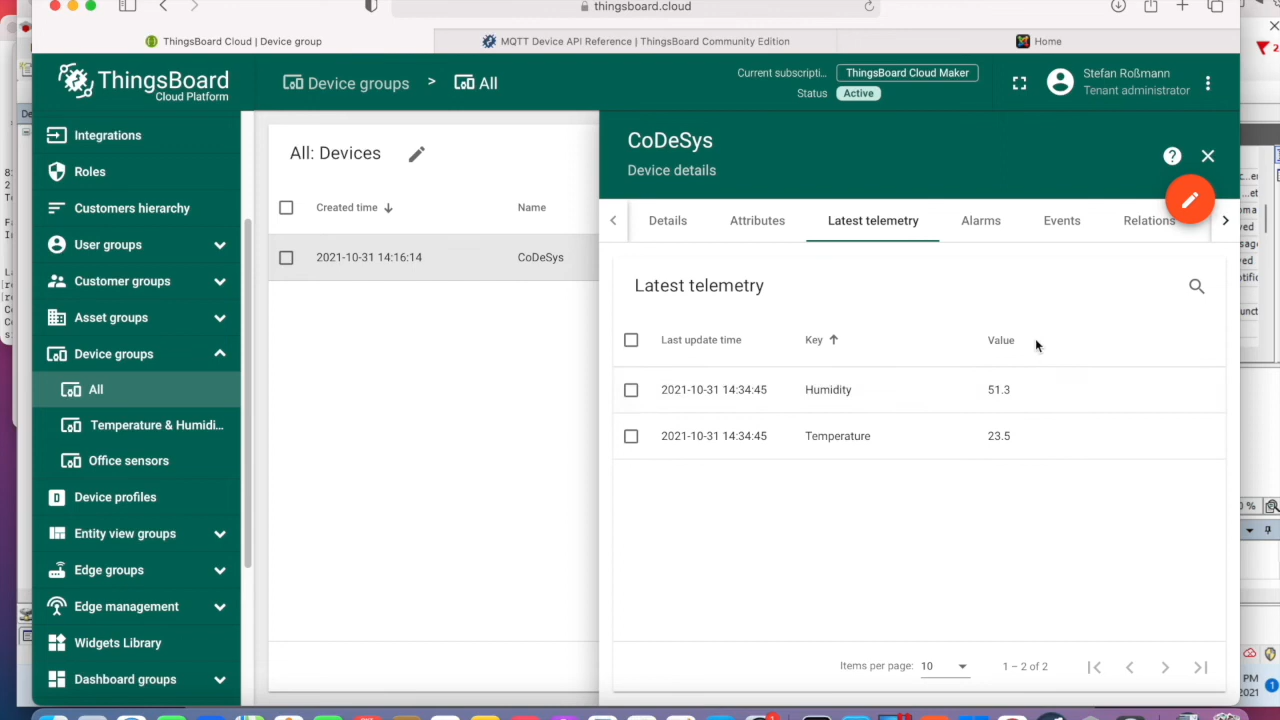 thingsboard.cloud
ThingsBoard Cloud | Device group
MQTT Device API Reference | ThingsBoard Community Edition
Home
ThingsBoard
Cloud Platform
Device groups > All
Current subscripti...
ThingsBoard Cloud Maker
Status
Active
Stefan Roßmann
Tenant administrator
Integrations
Roles
Customers hierarchy
User groups
Customer groups
Asset groups
Device groups
All
Temperature & Humidi...
Office sensors
Device profiles
Entity view groups
Edge groups
Edge management
Widgets Library
Dashboard groups
All: Devices
Created time
Name
2021-10-31 14:16:14
CoDeSys
CoDeSys
Device details
Details
Attributes
Latest telemetry
Alarms
Events
Relations
Latest telemetry
Last update time
Key
Value
2021-10-31 14:34:45
Humidity
51.3
2021-10-31 14:34:45
Temperature
23.5
Items per page:
10
1 – 2 of 2
PM
2021
1